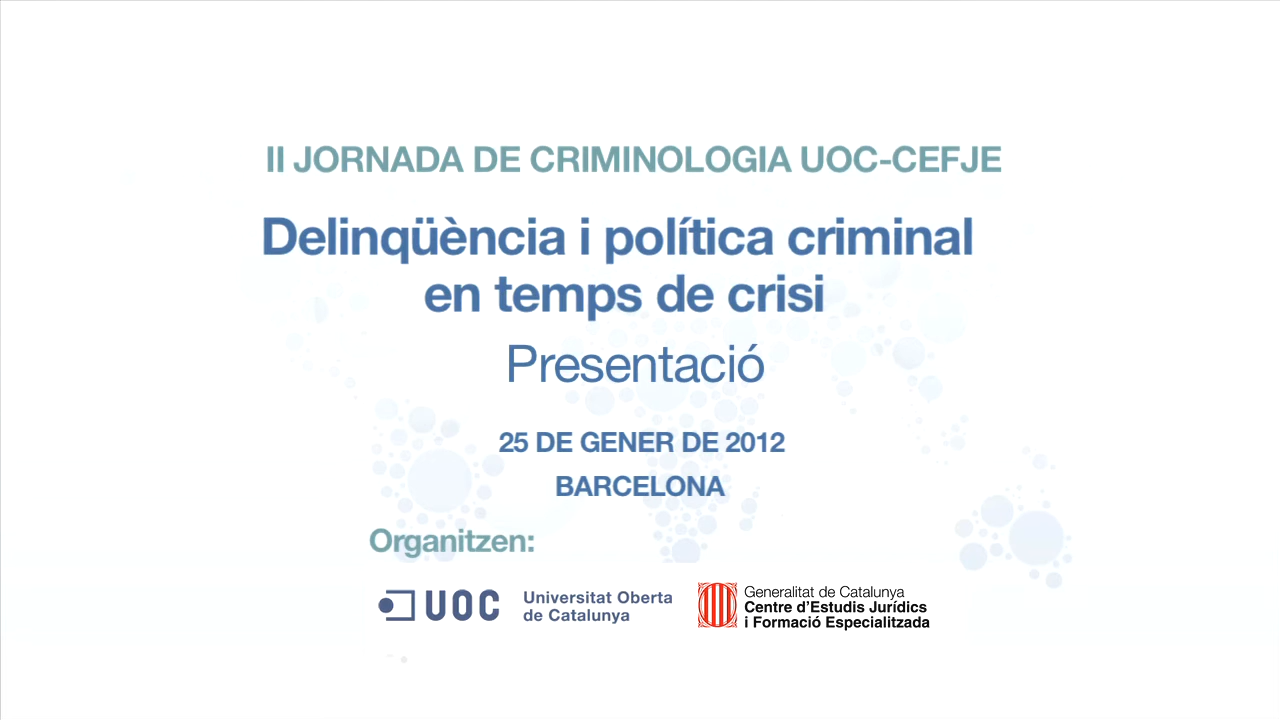 II JORNADA DE CRIMINOLOGIA UOC-CEFJE
Delinqüència i política criminal
en temps de crisi
Presentació
25 DE GENER DE 2012
BARCELONA
Organitzen:
UOC
Universitat Oberta
de Catalunya
Generalitat de Catalunya
Centre d'Estudis Jurídics
i Formació Especialitzada